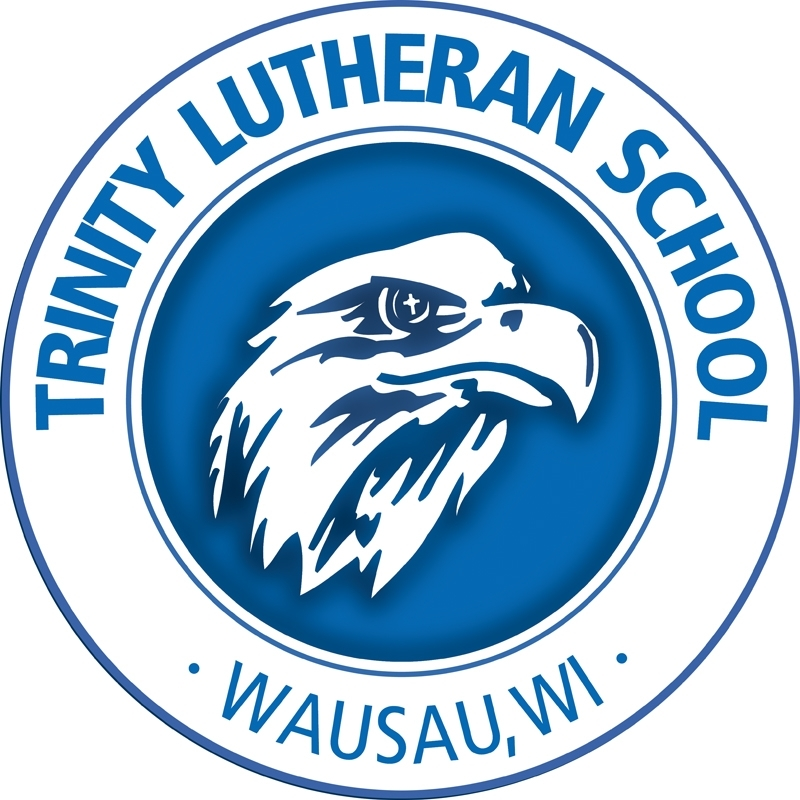 TRINITY LUTHERAN SCHOOL
• WAUSAU, WI •